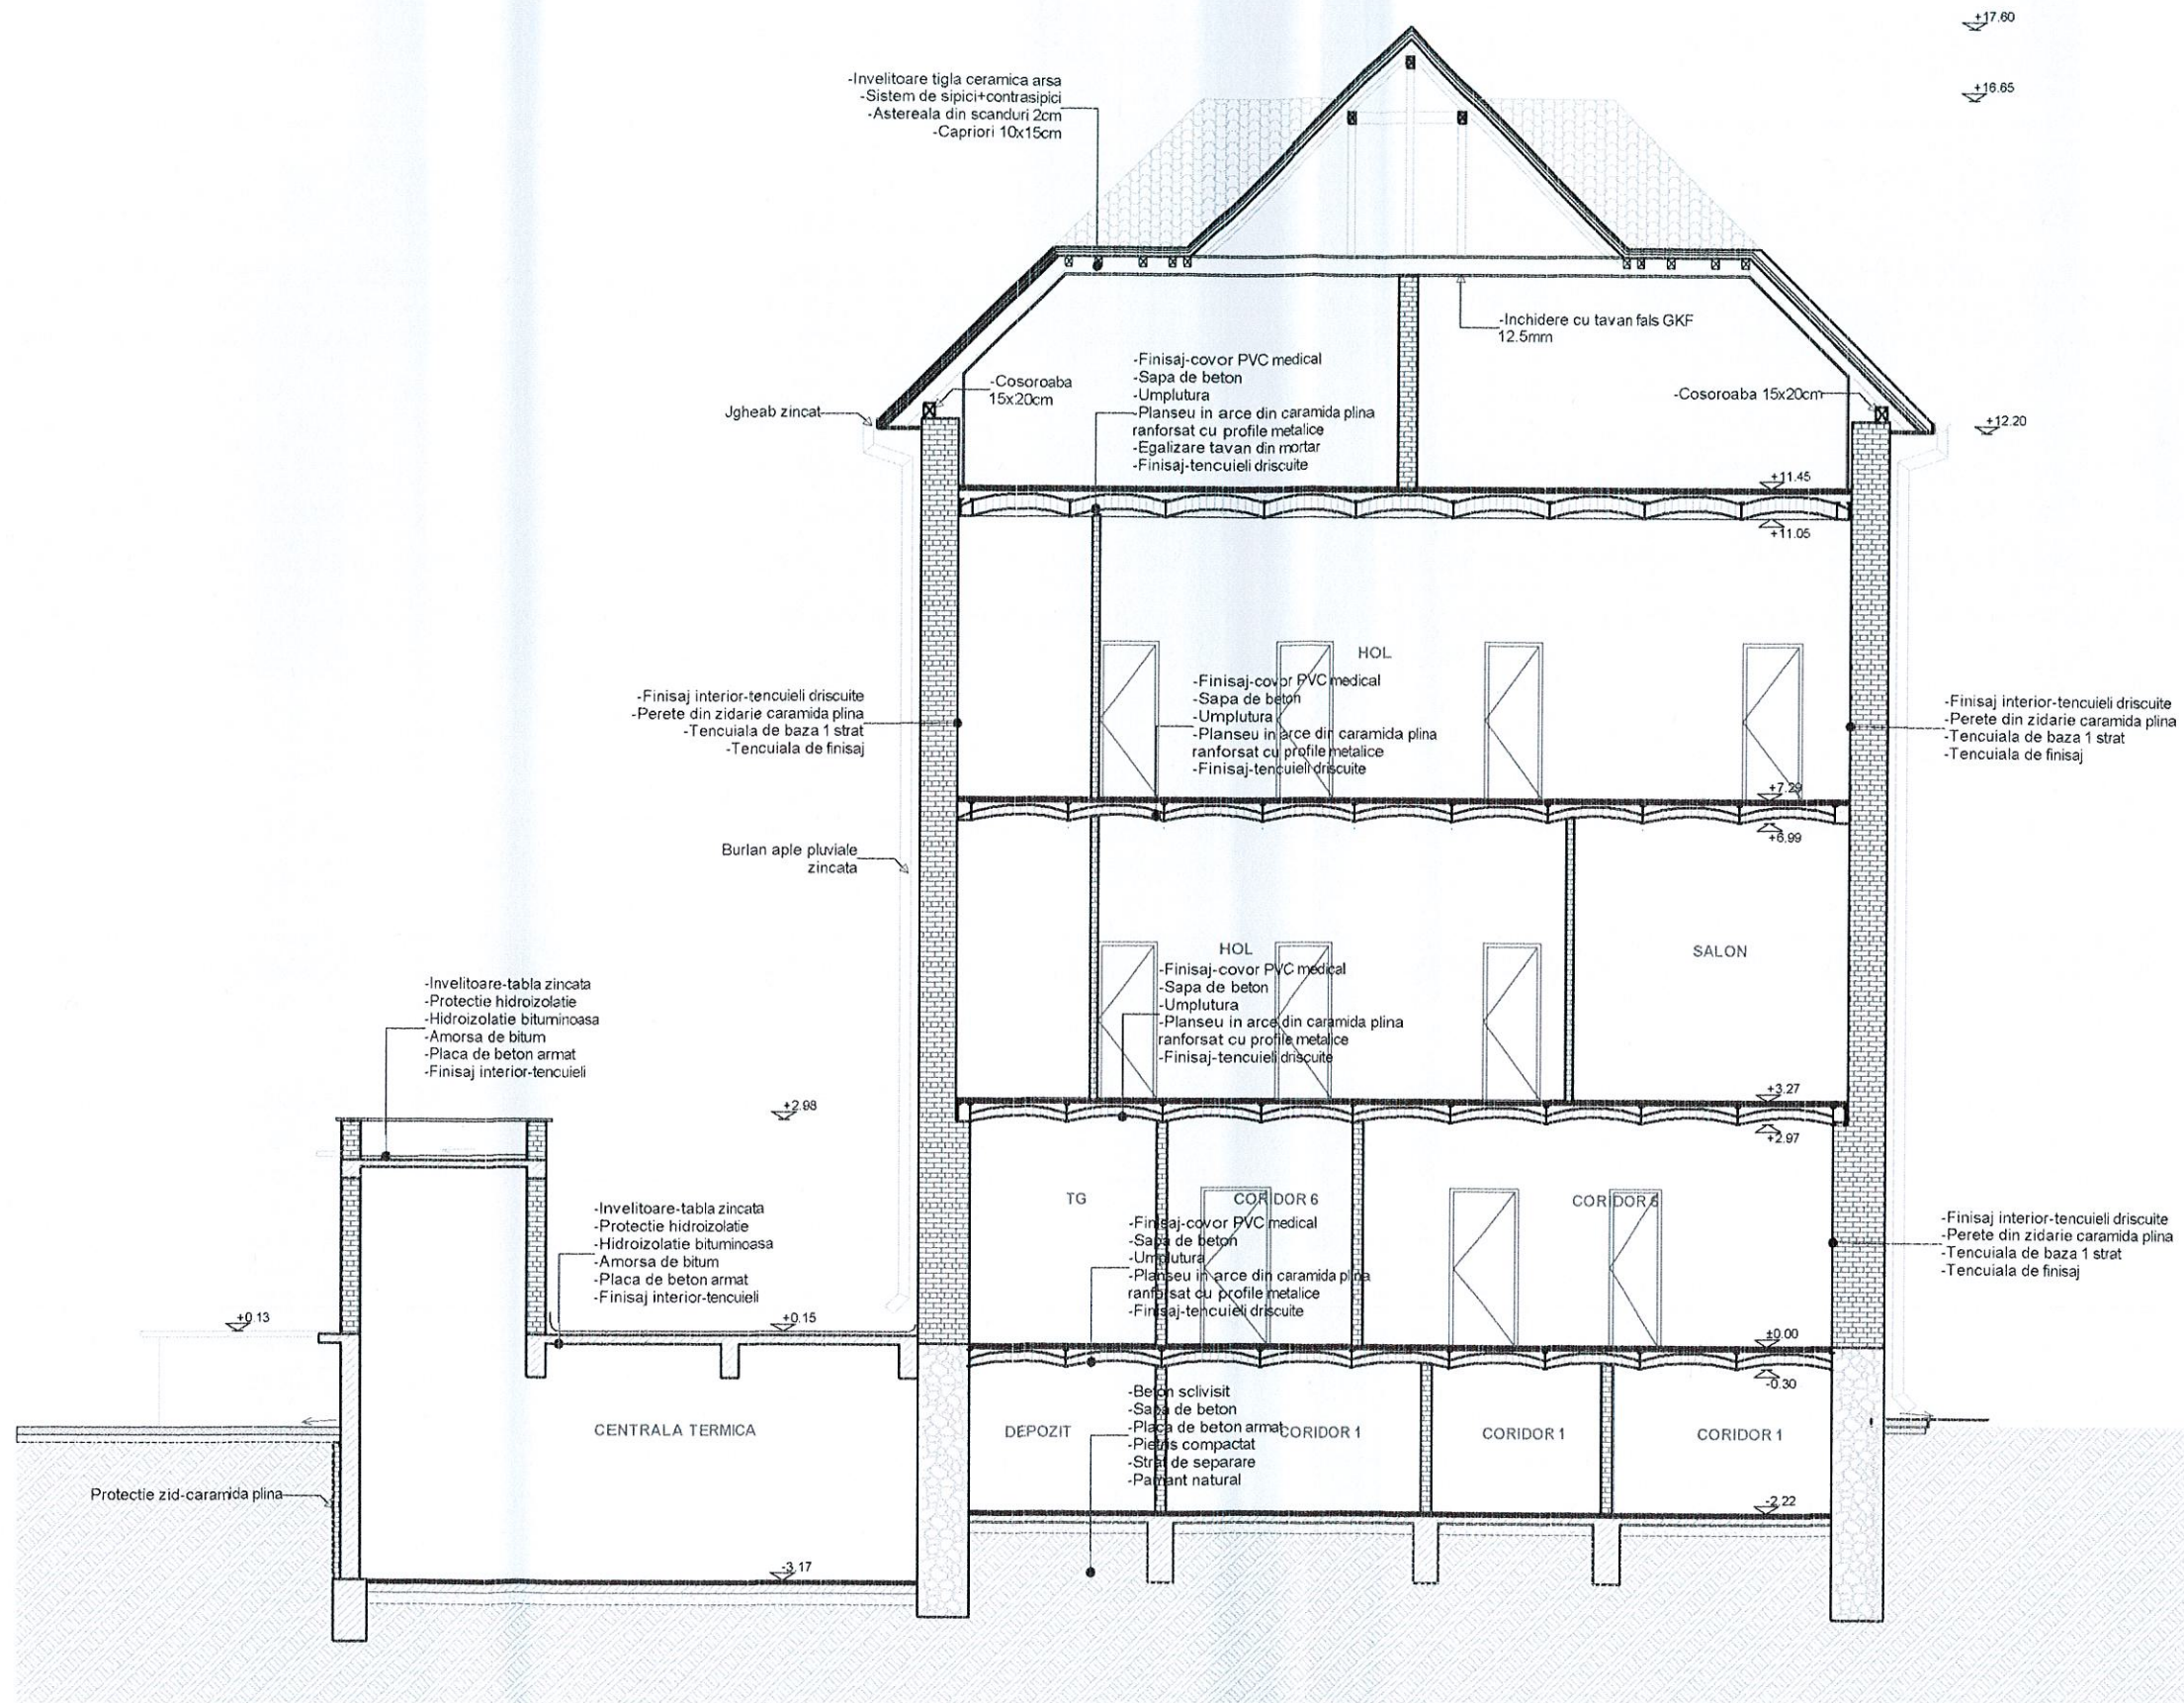 +17.60
+16.65
-Invelitoare tigla ceramica arsa
-Sistem de sipici+contrasipici
-Astereala din scanduri 2cm
-Capriori 10x15cm
-Inchidere cu tavan fals GKF
12.5mm
-Finisaj-covor PVC medical
-Sapa de beton
-Umplutura
-Planseu in arce din caramida plina
ranforsat cu profile metalice
-Egalizare tavan din mortar
-Finisaj-tencuieli driscuite
-Cosoroaba
15x20cm
-Cosoroaba 15x20cm
Jgheab zincat
+12.20
+11.45
+11.05
HOL
-Finisaj-covor PVC medical
-Sapa de beton
-Umplutura
-Planseu in arce din caramida plina
ranforsat cu profile metalice
-Finisaj-tencuieli driscuite
-Finisaj interior-tencuieli driscuite
-Perete din zidarie caramida plina
-Tencuiala de baza 1 strat
-Tencuiala de finisaj
-Finisaj interior-tencuieli driscuite
-Perete din zidarie caramida plina
-Tencuiala de baza 1 strat
-Tencuiala de finisaj
+7.29
+6.99
Burlan aple pluviale
zincata
HOL
SALON
-Finisaj-covor PVC medical
-Sapa de beton
-Umplutura
-Planseu in arce din caramida plina
ranforsat cu profile metalice
-Finisaj-tencuieli driscuite
-Invelitoare-tabla zincata
-Protectie hidroizolatie
-Hidroizolatie bituminoasa
-Amorsa de bitum
-Placa de beton armat
-Finisaj interior-tencuieli
+2.98
+3.27
+2.97
TG
CORIDOR 6
CORIDOR 5
-Finisaj-covor PVC medical
-Sapa de beton
-Umplutura
-Planseu in arce din caramida plina
ranforsat cu profile metalice
-Finisaj-tencuieli driscuite
-Invelitoare-tabla zincata
-Protectie hidroizolatie
-Hidroizolatie bituminoasa
-Amorsa de bitum
-Placa de beton armat
-Finisaj interior-tencuieli
-Finisaj interior-tencuieli driscuite
-Perete din zidarie caramida plina
-Tencuiala de baza 1 strat
-Tencuiala de finisaj
+0.13
+0.15
±0.00
-0.30
-Beton sclivisit
-Sapa de beton
-Placa de beton armat
-Pietris compactat
-Strat de separare
-Pamant natural
CENTRALA TERMICA
DEPOZIT
CORIDOR 1
CORIDOR 1
CORIDOR 1
Protectie zid-caramida plina
-2.22
-3.17